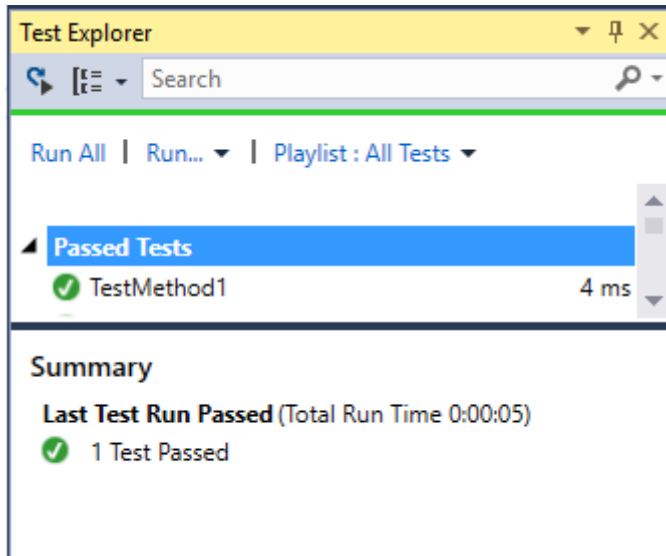 Test Explorer
Search
Run All | Run... | Playlist : All Tests
Passed Tests
TestMethod1 4 ms
Summary
Last Test Run Passed (Total Run Time 0:00:05)
1 Test Passed